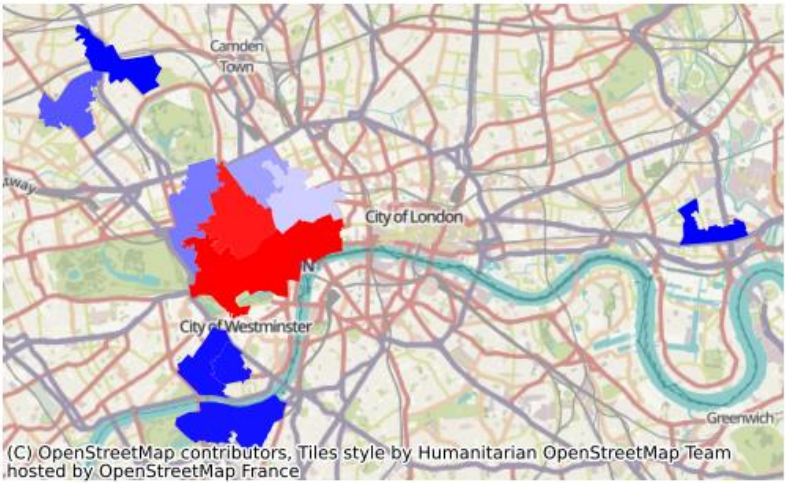 Camden
Town
way
City of London
N
City of Westminster
Greenwich
(C) OpenStreetMap contributors, Tiles style by Humanitarian OpenStreetMap Team
hosted by OpenStreetMap France